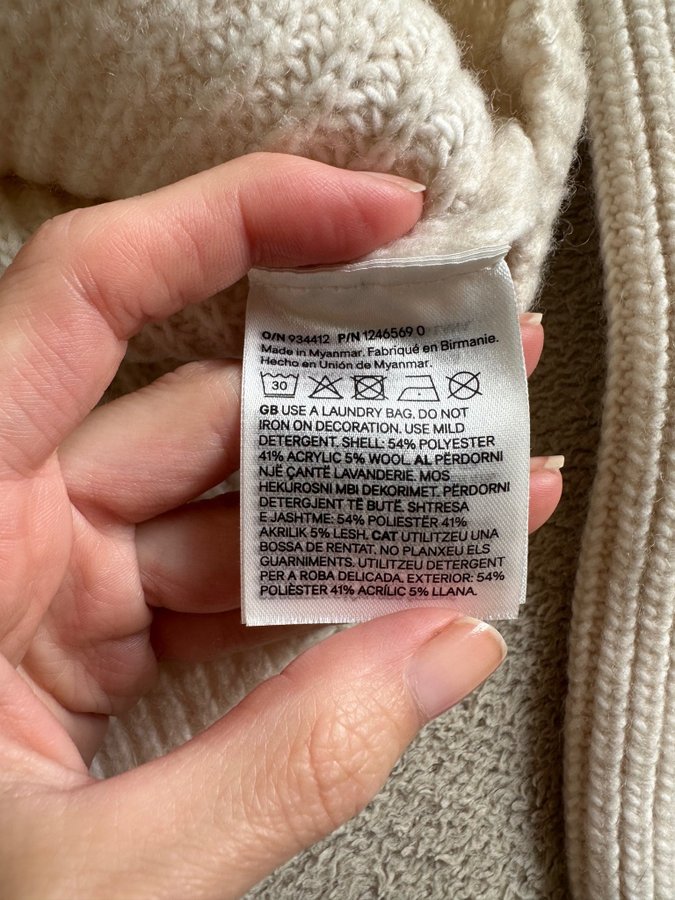 O/N 934412 P/N 1246569 0
Made in Myanmar. Fabriqué en Birmanie.
Hecho en Unión de Myanmar.
30
GB USE A LAUNDRY BAG. DO NOT
IRON ON DECORATION. USE MILD
DETERGENT. SHELL: 54% POLYESTER
41% ACRYLIC 5% WOOL. AL PËRDORNI
NJË ÇANTË LAVANDERIE. MOS
HEKUROSNI MBI DEKORIMET. PËRDORNI
DETERGJENT TË BUTË. SHTRESA
E JASHTME: 54% POLIESTËR 41%
AKRILIK 5% LESH. CAT UTILITZEU UNA
BOSSA DE RENTAT. NO PLANXEU ELS
GUARNIMENTS. UTILITZEU DETERGENT
PER A ROBA DELICADA. EXTERIOR: 54%
POLIÈSTER 41% ACRÍLIC 5% LLANA.